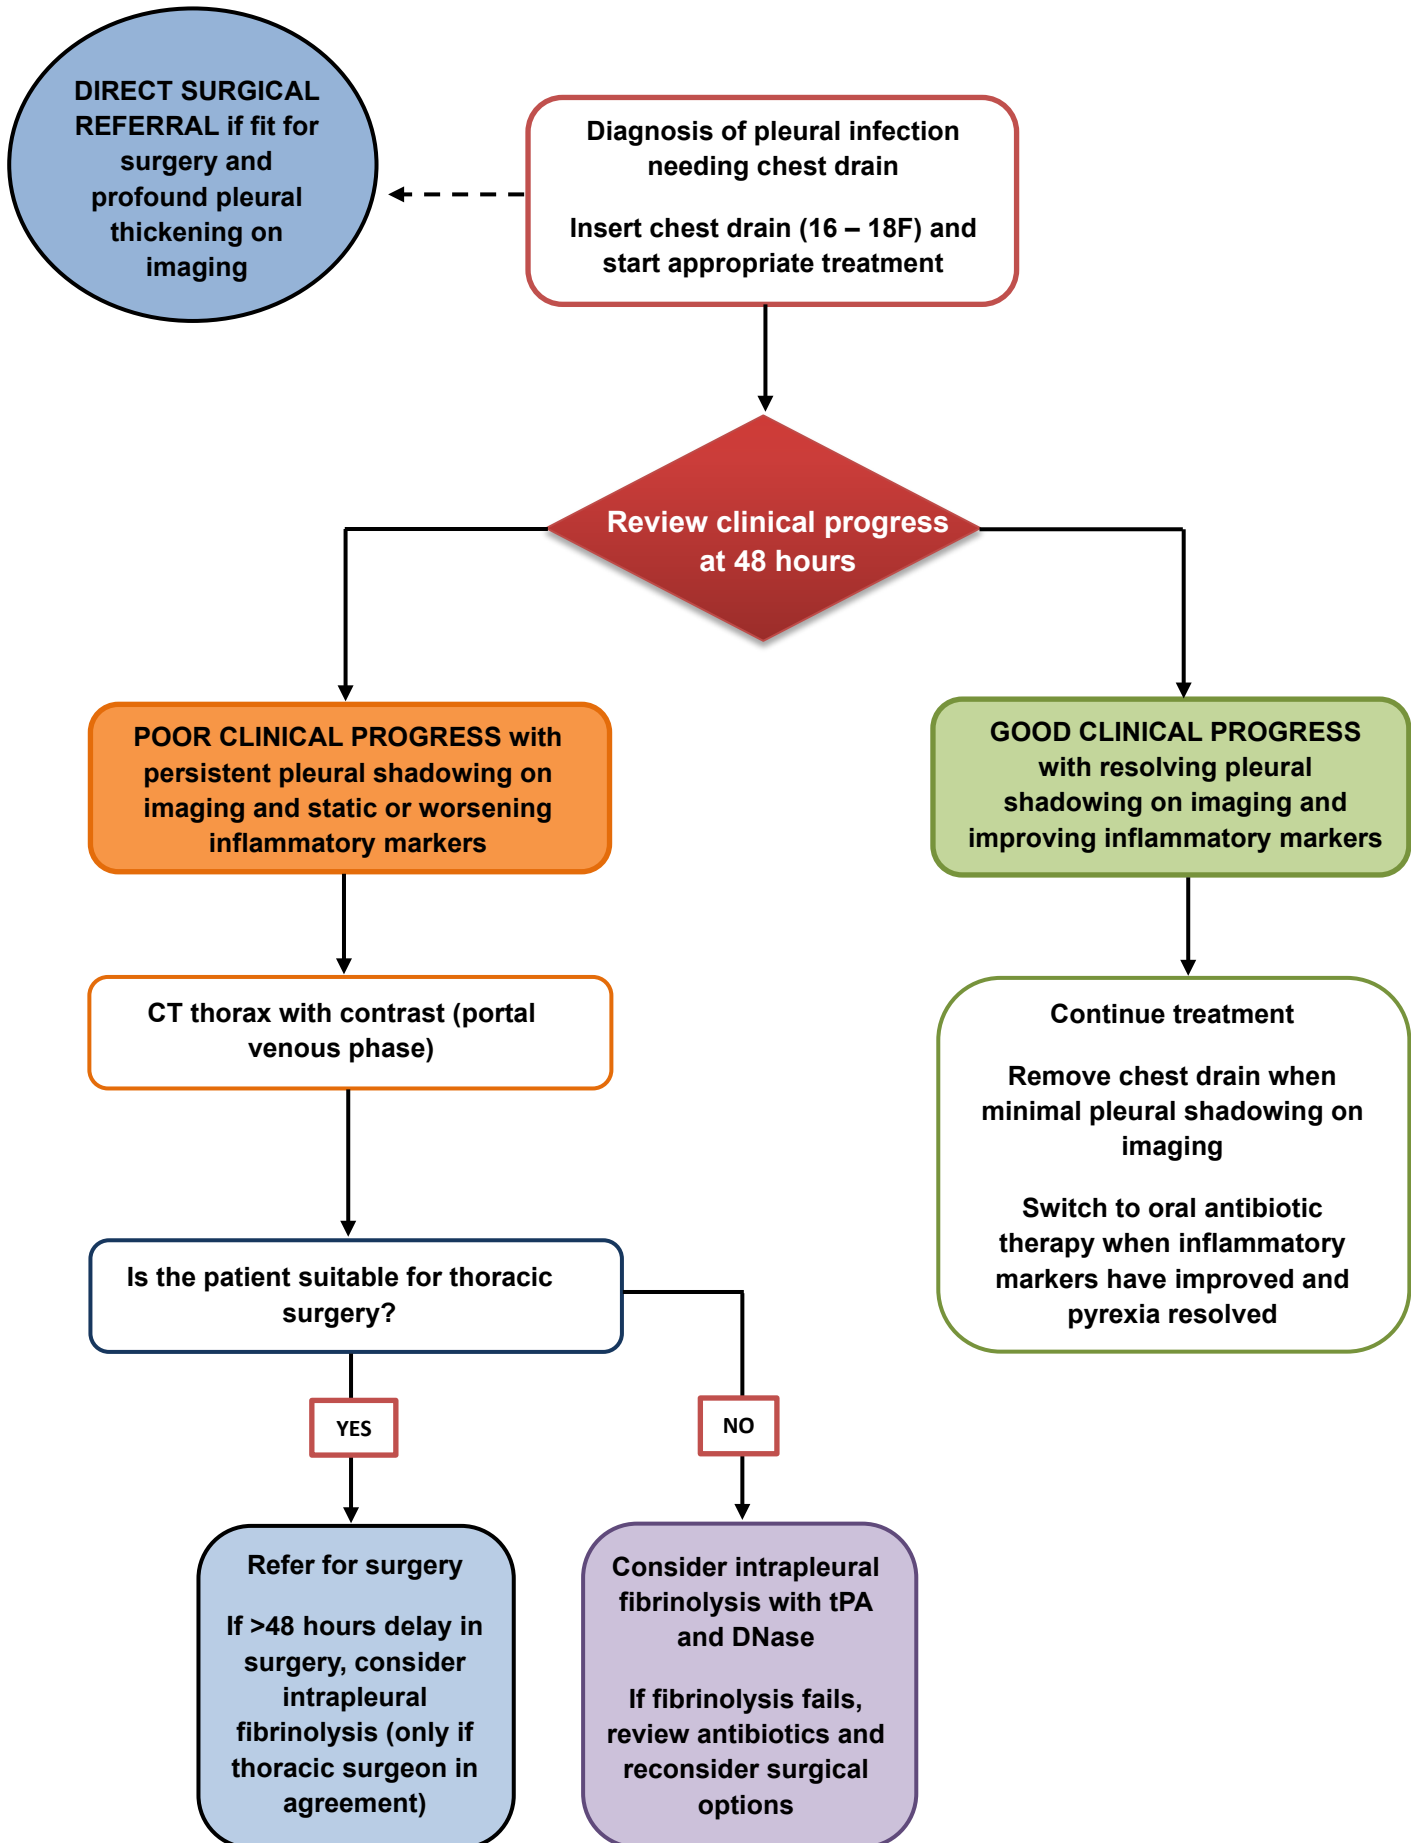 DIRECT SURGICAL
REFERRAL if fit for
surgery and
profound pleural
thickening on
imaging
Diagnosis of pleural infection
needing chest drain
Insert chest drain (16 – 18F) and
start appropriate treatment
Review clinical progress
at 48 hours
POOR CLINICAL PROGRESS with
persistent pleural shadowing on
imaging and static or worsening
inflammatory markers
GOOD CLINICAL PROGRESS
with resolving pleural
shadowing on imaging and
improving inflammatory markers
CT thorax with contrast (portal
venous phase)
Continue treatment
Remove chest drain when
minimal pleural shadowing on
imaging
Switch to oral antibiotic
therapy when inflammatory
markers have improved and
pyrexia resolved
Is the patient suitable for thoracic
surgery?
YES
NO
Refer for surgery
If >48 hours delay in
surgery, consider
intrapleural
fibrinolysis (only if
thoracic surgeon in
agreement)
Consider intrapleural
fibrinolysis with tPA
and DNase
If fibrinolysis fails,
review antibiotics and
reconsider surgical
options